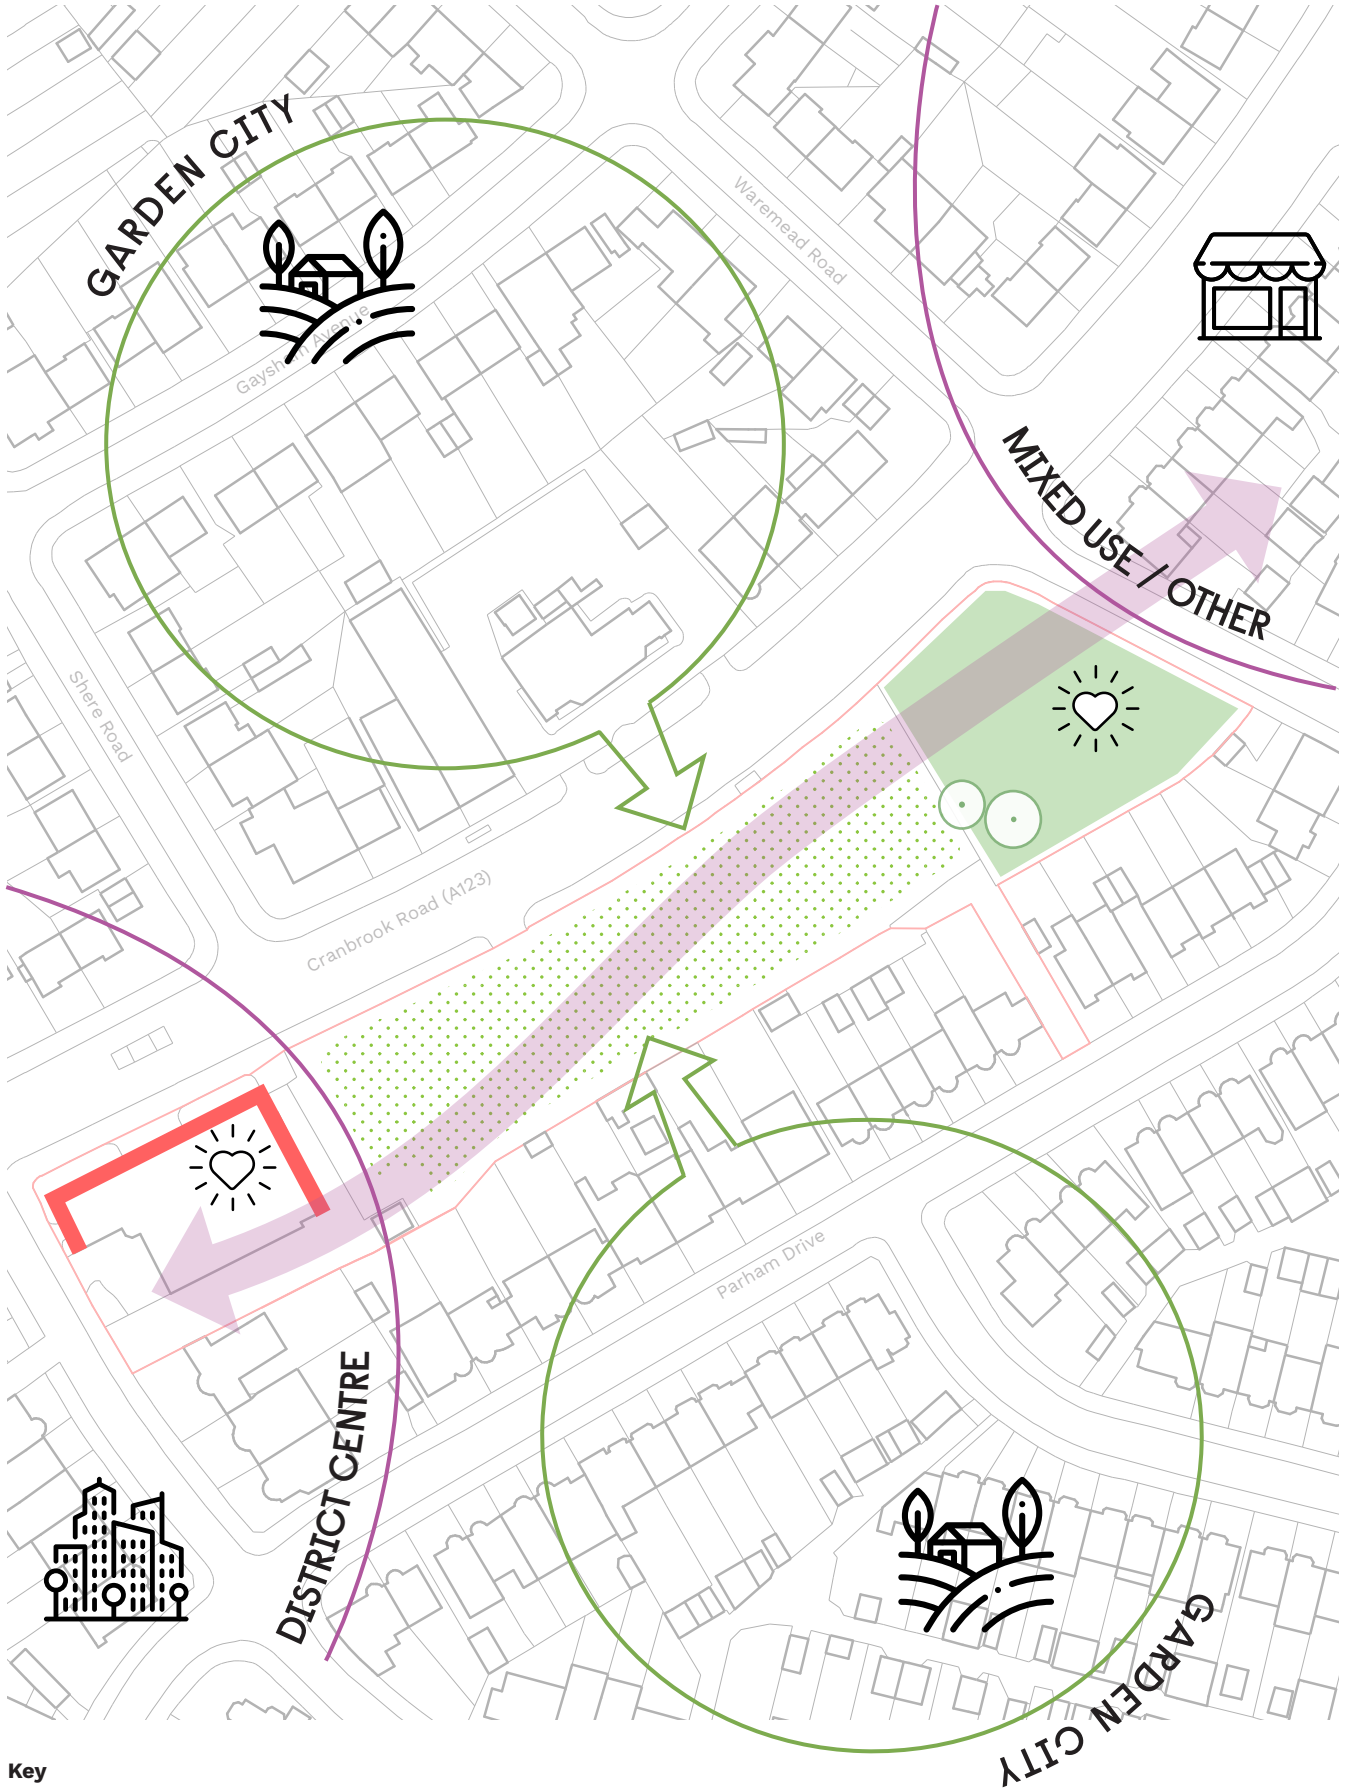 GARDEN CITY
Waremead Road
Gaysham Avenue
MIXED USE / OTHER
Shere Road
Cranbrook Road (A123)
Parham Drive
DISTRICT CENTRE
GARDEN CITY
Key